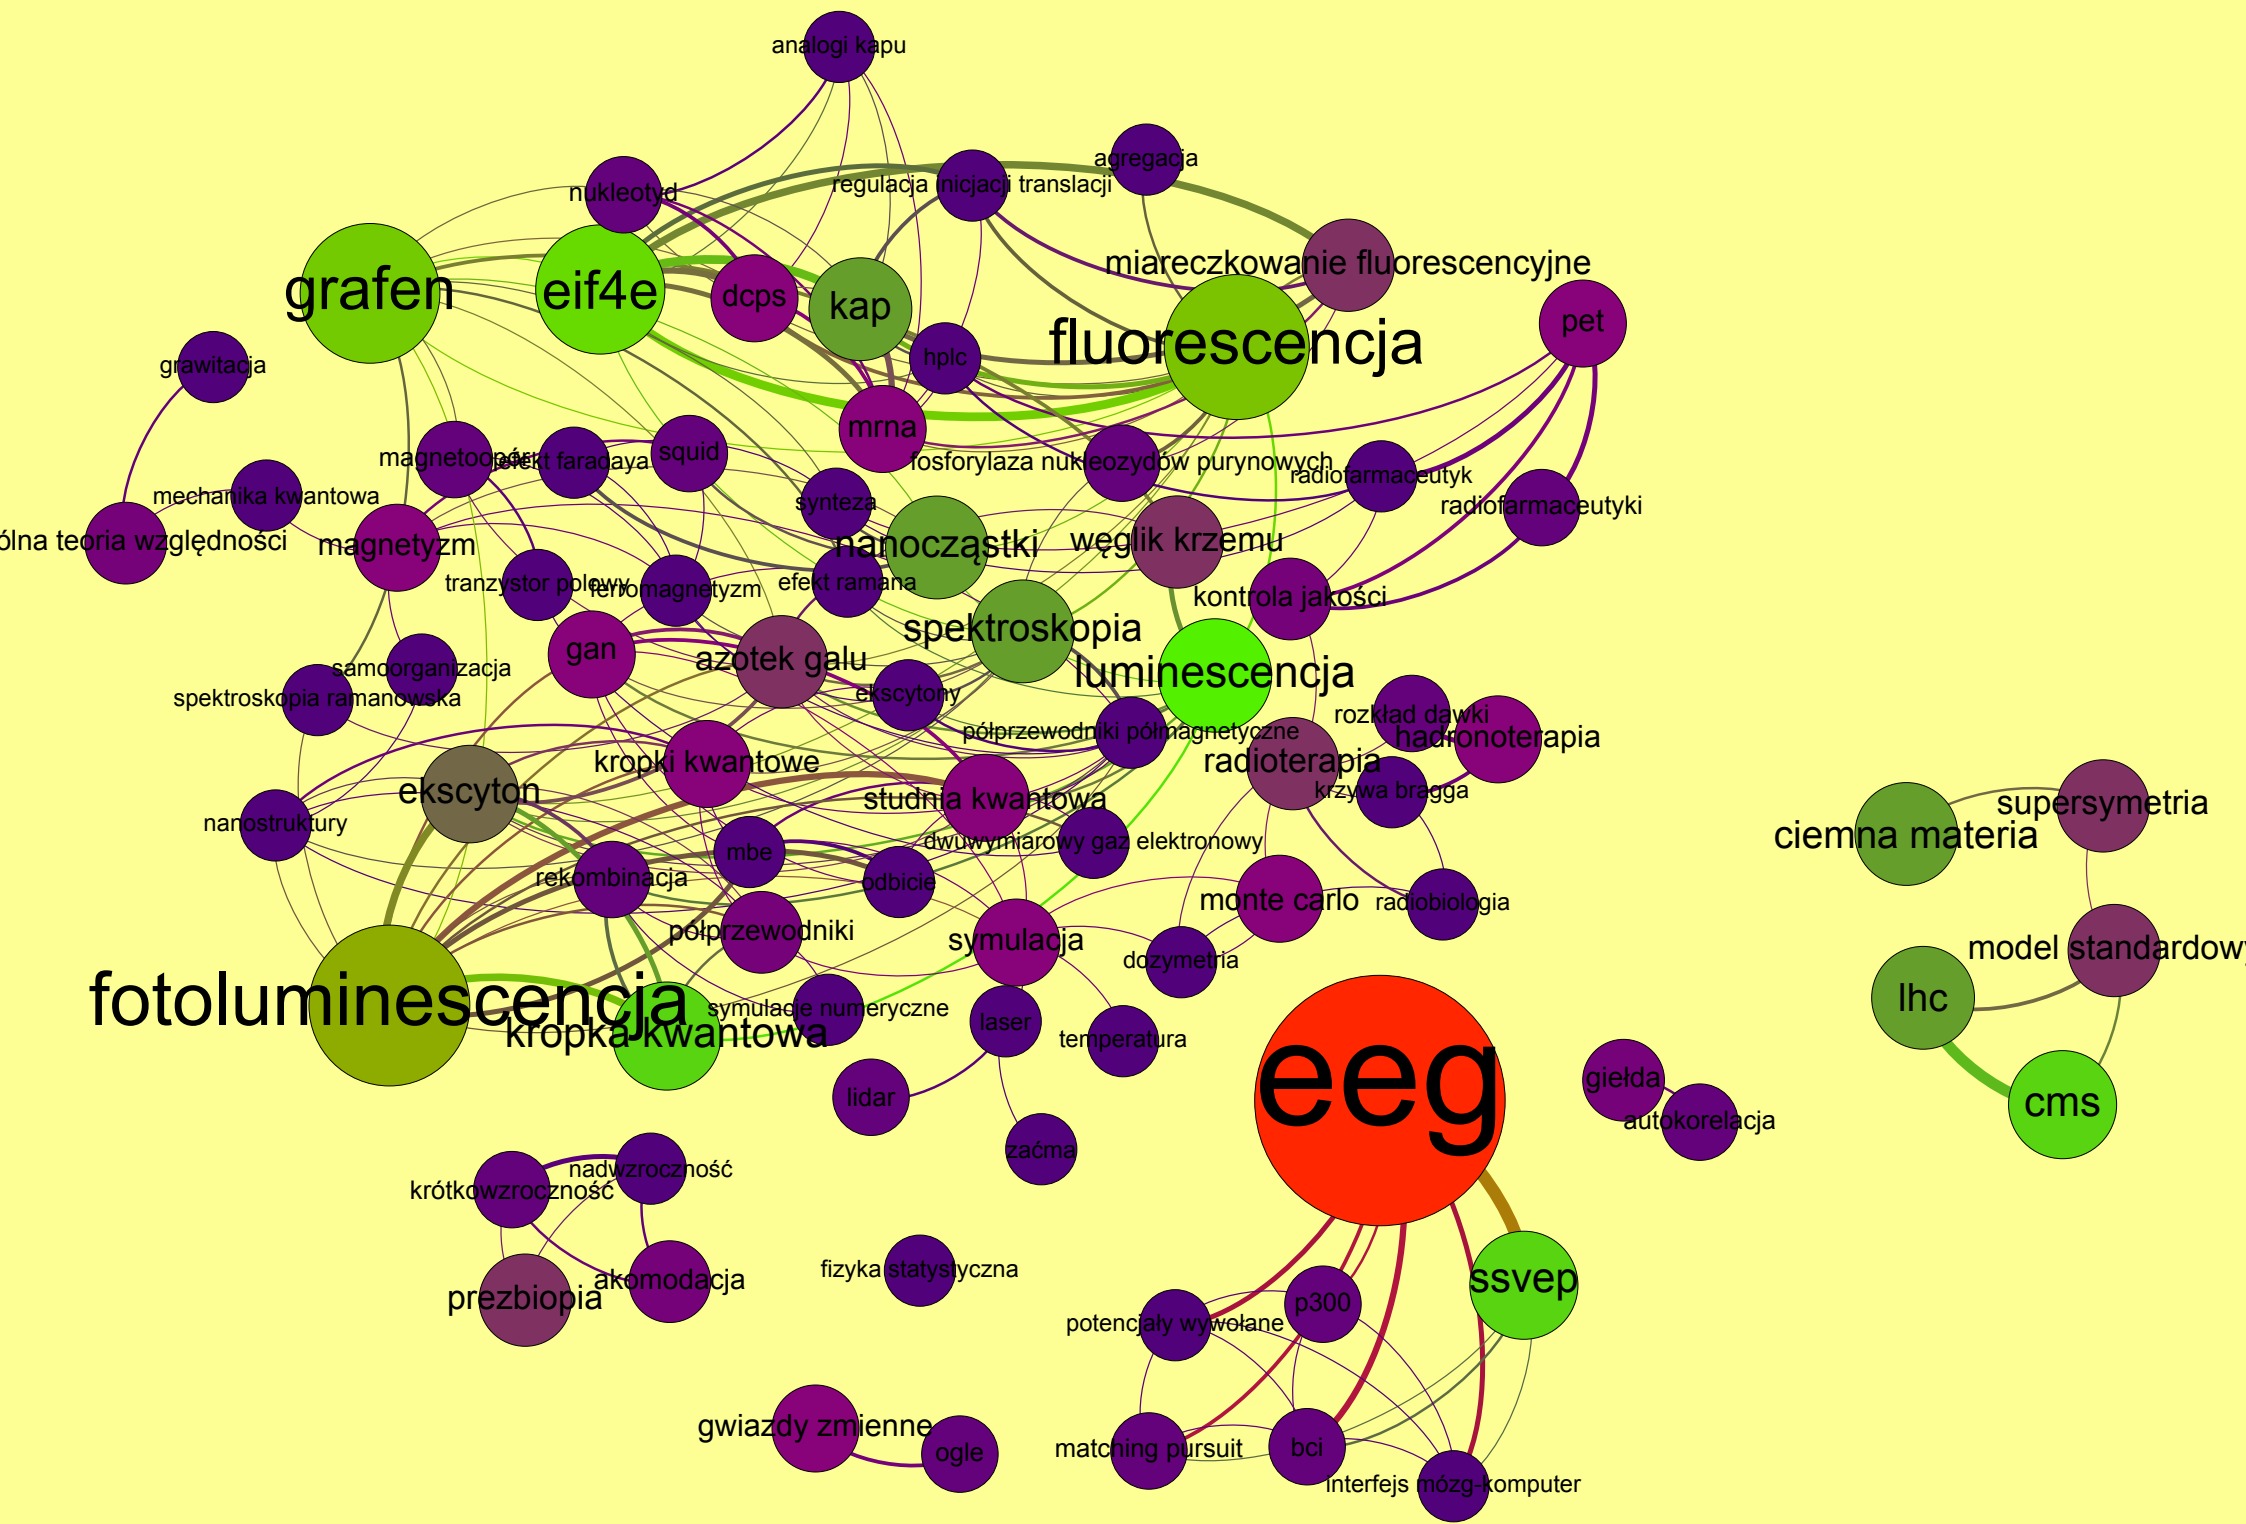 analogi kapu
agregacja
regulacja inicjacji translacji
nukleotyd
miareczkowanie fluorescencyjne
grafen
eif4e
dcps
kap
pet
fluorescencja
hplc
grawitacja
mrna
squid
magnetoopór
efekt faradaya
fosforylaza nukleozydów purynowych
radiofarmaceutyk
mechanika kwantowa
synteza
radiofarmaceutyki
ólna teoria względności
magnetyzm
nanocząstki
węglik krzemu
tranzystor polowy
ferromagnetyzm
efekt ramana
kontrola jakości
spektroskopia
gan
azotek galu
samoorganizacja
luminescencja
spektroskopia ramanowska
ekscytony
rozkład dawki
półprzewodniki półmagnetyczne
hadronoterapia
kropki kwantowe
radioterapia
ekscyton
krzywa bragga
studnia kwantowa
supersymetria
nanostruktury
ciemna materia
dwuwymiarowy gaz elektronowy
mbe
rekombinacja
odbicie
monte carlo
radiobiologia
półprzewodniki
symulacja
model standardowy
dozymetria
fotoluminescencja
lhc
symulacje numeryczne
laser
kropka kwantowa
temperatura
eeg
lidar
giełda
cms
autokorelacja
zaćma
nadwzroczność
krótkowzroczność
fizyka statystyczna
akomodacja
ssvep
prezbiopia
p300
potencjały wywołane
gwiazdy zmienne
ogle
matching pursuit
bci
interfejs mózg-komputer